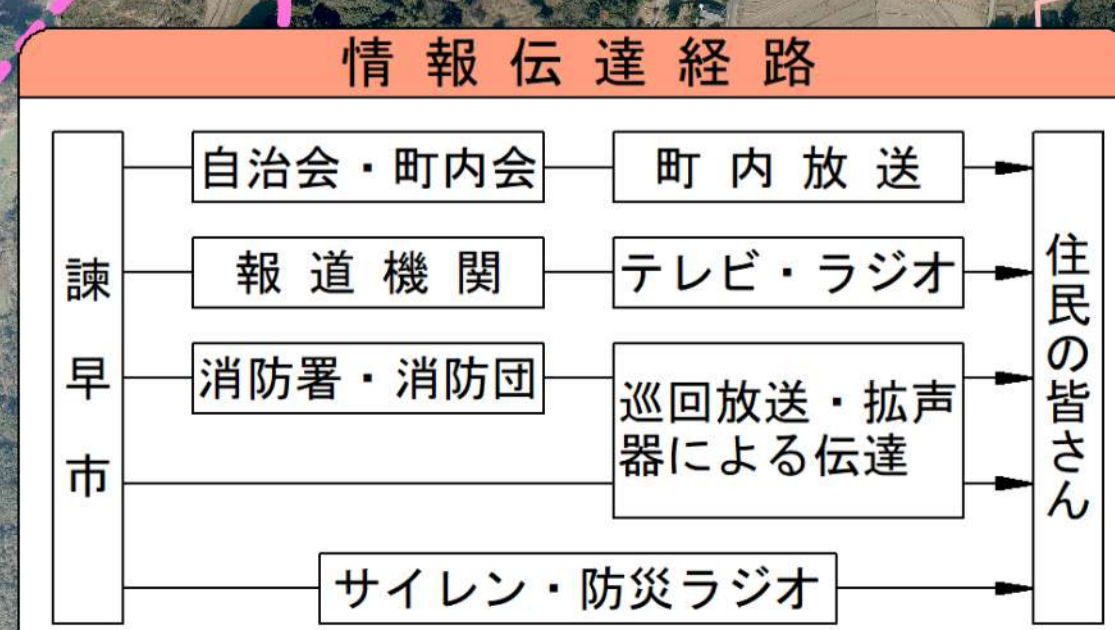 情報伝達経路
諫早市
自治会・町内会
町内放送
報道機関
テレビ・ラジオ
消防署・消防団
巡回放送・拡声
器による伝達
サイレン・防災ラジオ
住民の皆さん